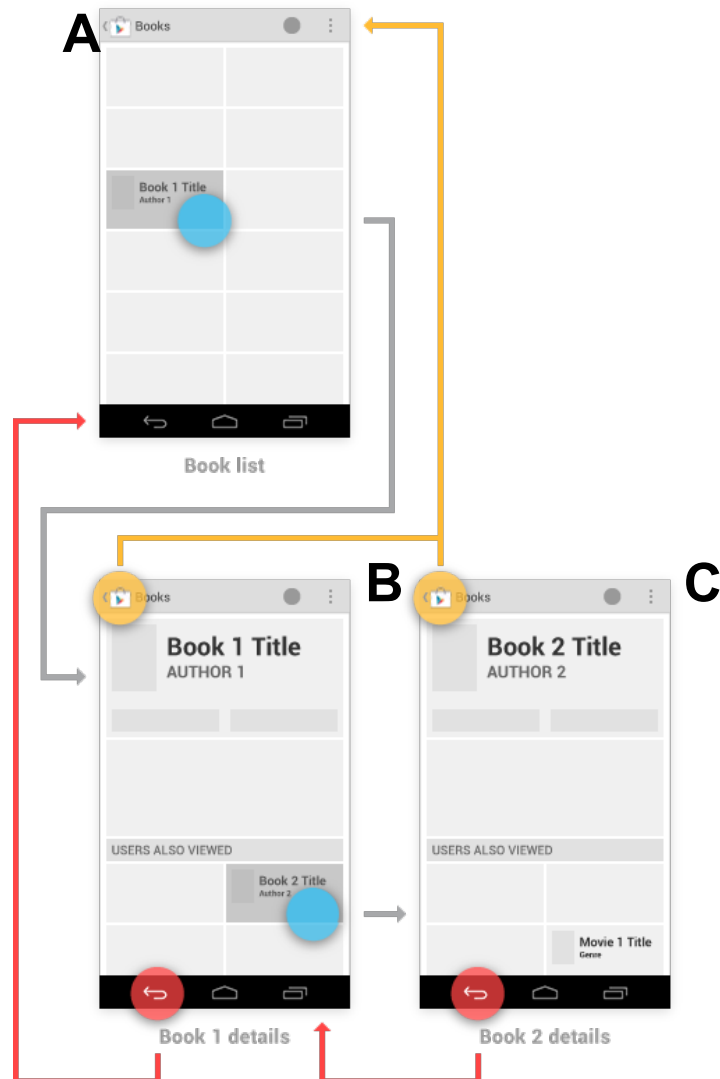 A
Books
Book 1 Title
Author 1
Book list
B
Books
Book 1 Title
AUTHOR 1
USERS ALSO VIEWED
Book 2 Title
Author 2
Book 1 details
C
Books
Book 2 Title
AUTHOR 2
USERS ALSO VIEWED
Movie 1 Title
Genre
Book 2 details